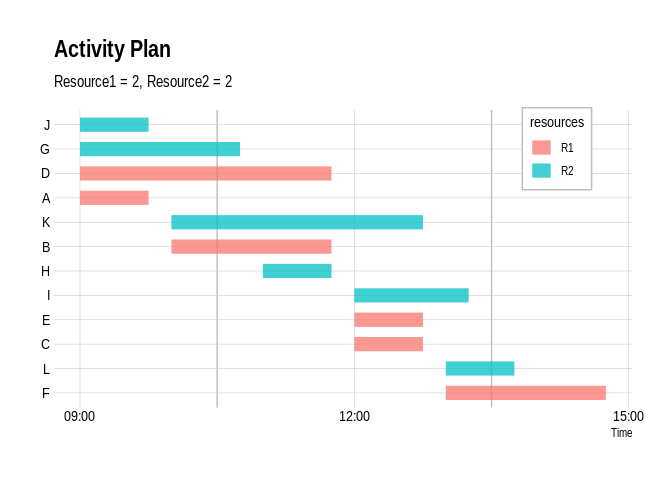 Activity Plan
Resource1 = 2, Resource2 = 2
resources
R1
R2
J
G
D
A
K
B
H
I
E
C
L
F
09:00 12:00 15:00
Time